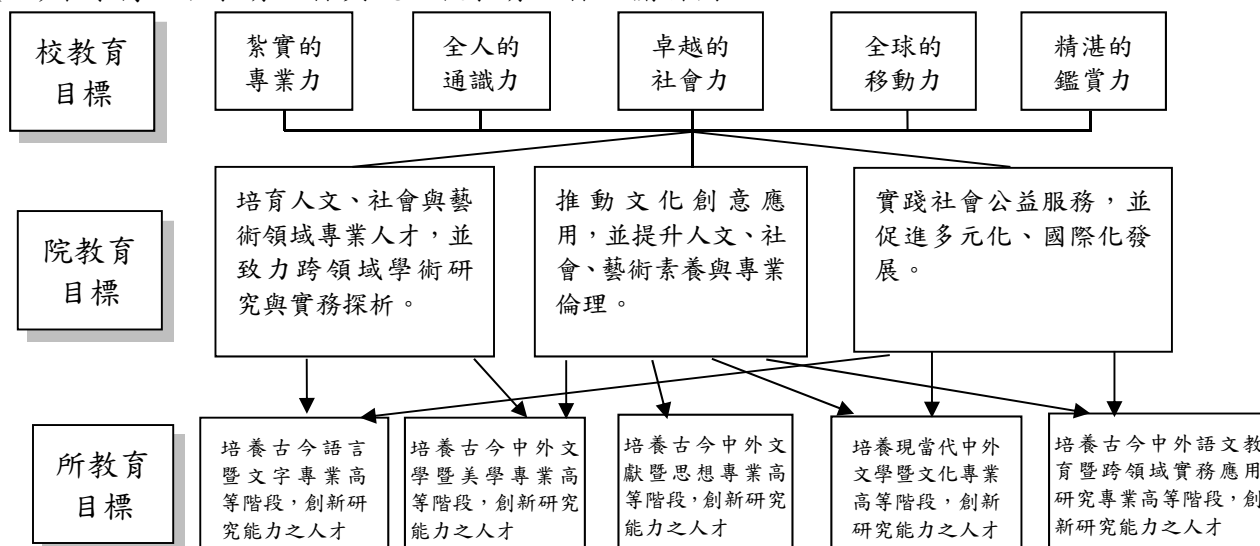 校教育
目標
紮實的
專業力
全人的
通識力
卓越的
社會力
全球的
移動力
精湛的
鑑賞力
院教育
目標
培育人文、社會與藝
術領域專業人才，並
致力跨領域學術研
究與實務探析。
推動文化創意應
用，並提升人文、社
會、藝術素養與專業
倫理。
實踐社會公益服務，並
促進多元化、國際化發
展。
所教育
目標
培養古今語言
暨文字專業高
等階段，創新研
究能力之人才
培養古今中外文
學暨美學專業高
等階段，創新研究
能力之人才
培養古今中外文
獻暨思想專業高
等階段，創新研究
能力之人才
培養現當代中外
文學暨文化專業
高等階段，創新
研究能力之人才
培養古今中外語文教
育暨跨領域實務應用
研究專業高等階段，創
新研究能力之人才